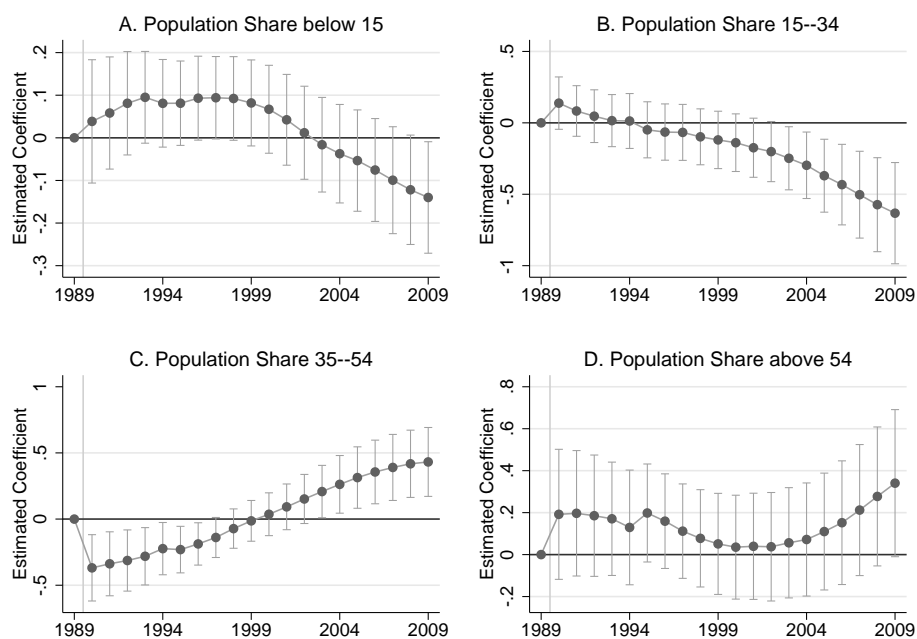 A. Population Share below 15
Estimated Coefficient
-.3 -.2 -.1 0 .1 .2
1989 1994 1999 2004 2009
B. Population Share 15--34
Estimated Coefficient
-1 -.5 0 .5
1989 1994 1999 2004 2009
C. Population Share 35--54
Estimated Coefficient
-.5 0 .5 1
1989 1994 1999 2004 2009
D. Population Share above 54
Estimated Coefficient
-.2 0 .2 .4 .6 .8
1989 1994 1999 2004 2009